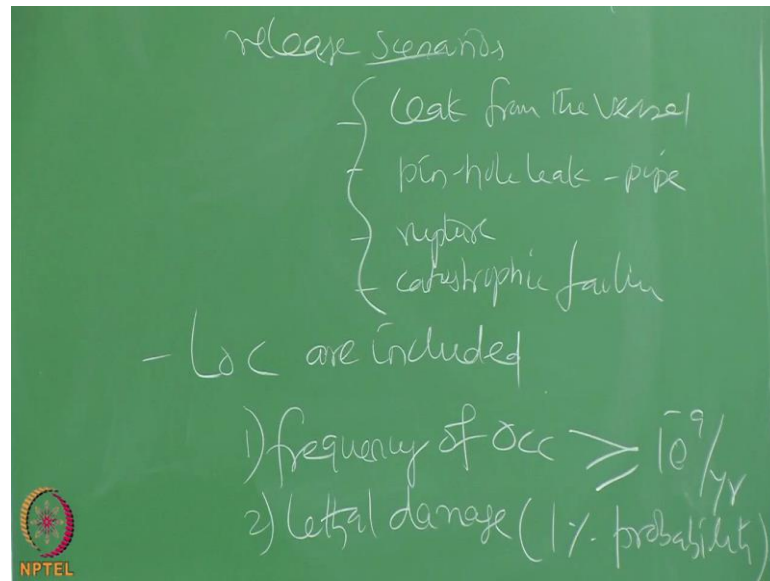 release scenarios
- leak from the vessel
- pin-hole leak - pipe
- rupture
- catastrophic failure
- LOC are included
1) frequency of occ ≥ 10⁻⁹/yr
2) lethal damage (1% probability)
NPTEL